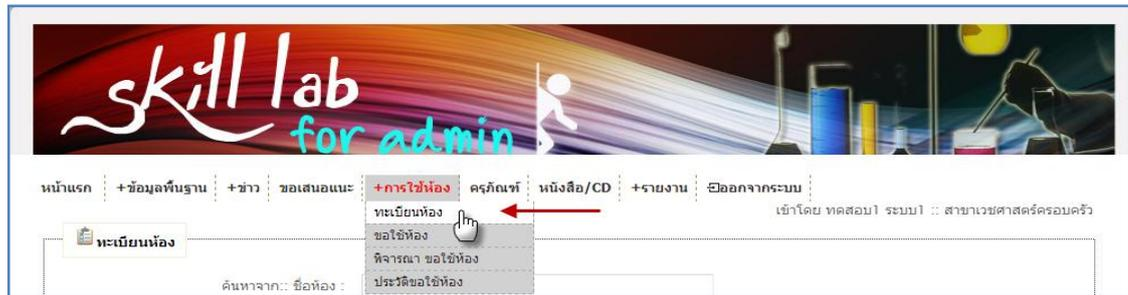 skill lab
for admin
หน้าแรก +ข้อมูลพื้นฐาน +ข่าว ขอเสนอแนะ +การใช้ห้อง ครุภัณฑ์ หนังสือ/CD +รายงาน ออกจากระบบ
ทะเบียนห้อง
เข้าโดย ทดสอบ1 ระบบ1 :: สาขาเวชศาสตร์ครอบครัว
ขอใช้ห้อง
ทะเบียนห้อง
พิจารณา ขอใช้ห้อง
ค้นหาจาก:: ชื่อห้อง :
ประวัติขอใช้ห้อง